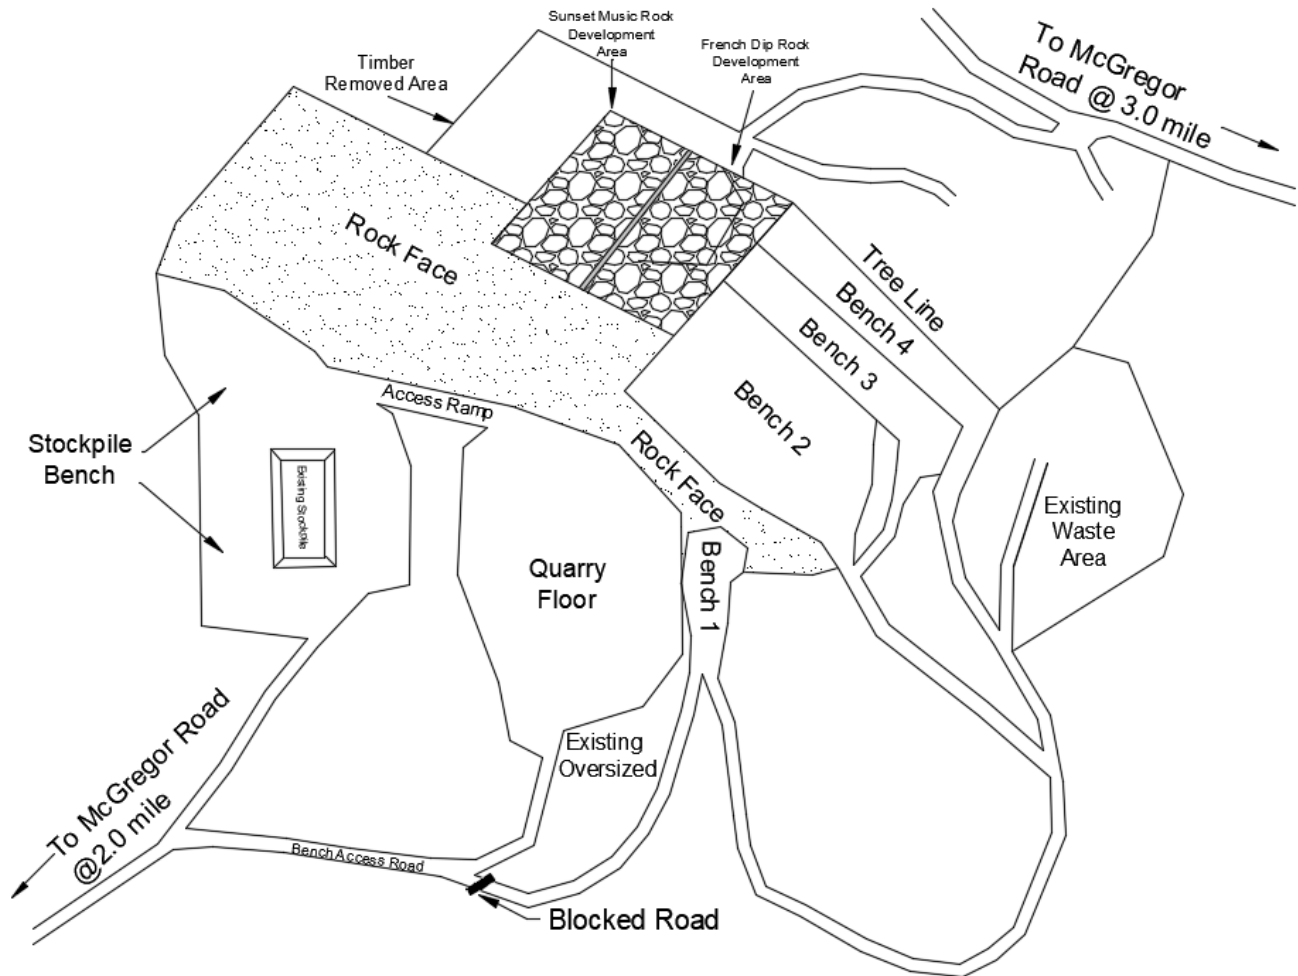 Sunset Music Rock
Development
Area
French Dip Rock
Development
Area
To McGregor
Road @ 3.0 mile
Timber
Removed Area
Rock Face
Tree Line
Bench 4
Bench 3
Bench 2
Access Ramp
Stockpile
Bench
Existing Stockpile
Rock Face
Existing
Waste
Area
Quarry
Floor
Bench 1
To McGregor Road
@2.0 mile
Existing
Oversized
Bench Access Road
Blocked Road